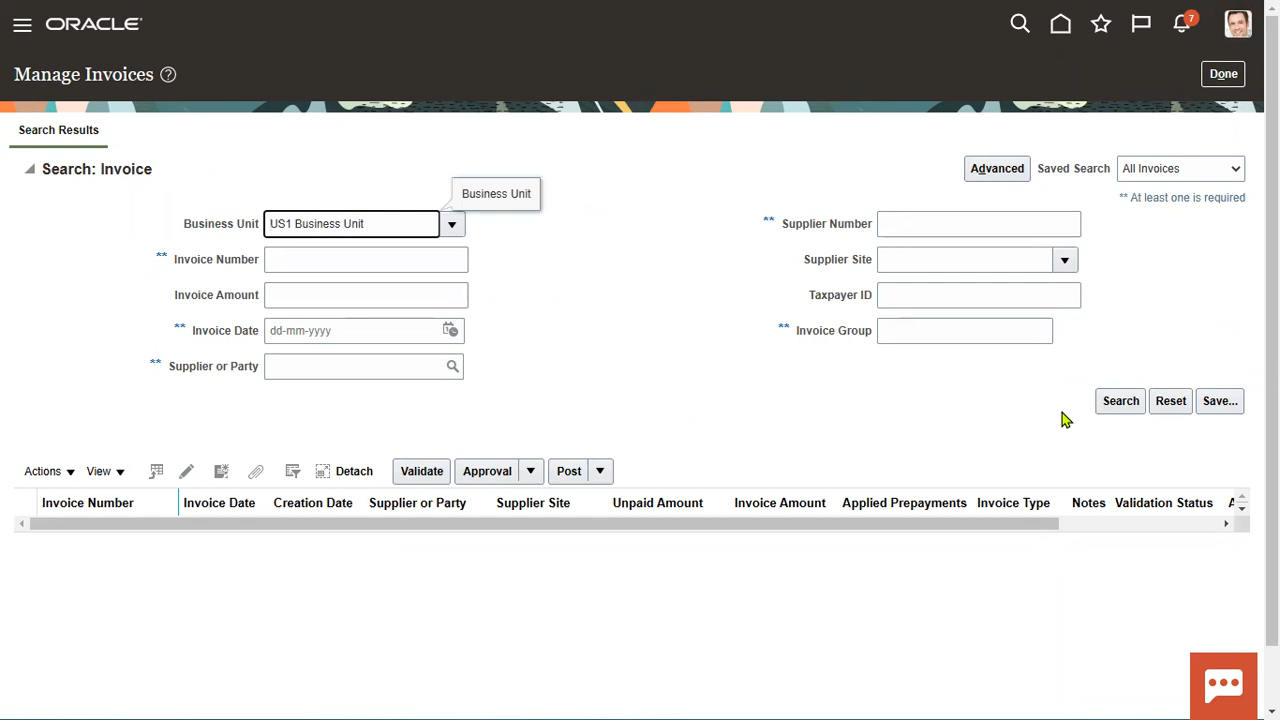 ORACLE
7
Manage Invoices ?
Done
Search Results
Search: Invoice
Advanced Saved Search All Invoices
** At least one is required
Business Unit
Business Unit US1 Business Unit
** Supplier Number
** Invoice Number
Supplier Site
Invoice Amount
Taxpayer ID
** Invoice Date dd-mm-yyyy
** Invoice Group
** Supplier or Party
Search Reset Save...
Actions View Detach Validate Approval Post
Invoice Number Invoice Date Creation Date Supplier or Party Supplier Site Unpaid Amount Invoice Amount Applied Prepayments Invoice Type Notes Validation Status